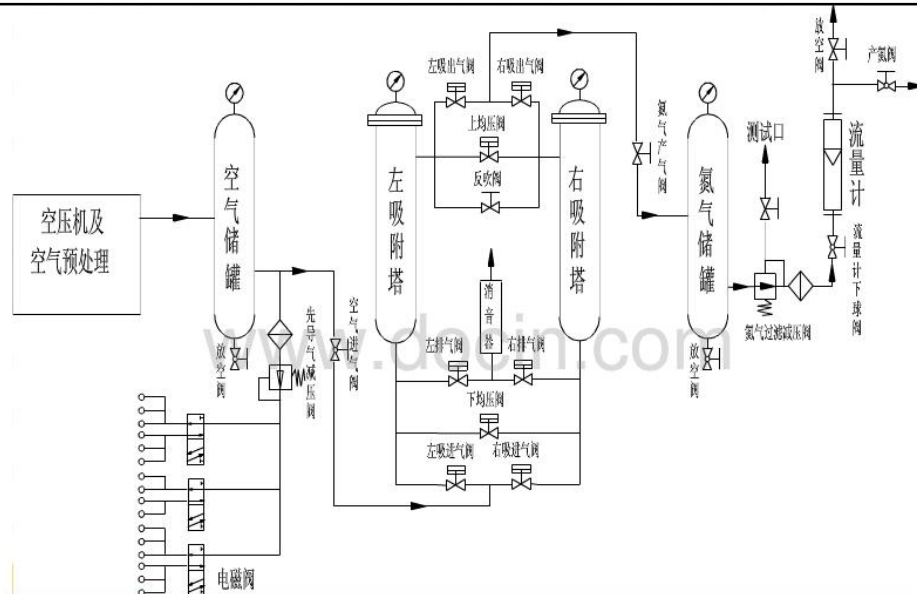 放空阀
产氮阀
左吸出气阀
右吸出气阀
上均压阀
反吹阀
氮气产气阀
测试口
流量计
空气储罐
左吸附塔
右吸附塔
氮气储罐
空压机及
空气预处理
流量计下球阀
消音器
先导气减压阀
空气进气阀
氮气过滤减压阀
www.docin.com
放空阀
左排气阀
右排气阀
放空阀
下均压阀
左吸进气阀
右吸进气阀
电磁阀